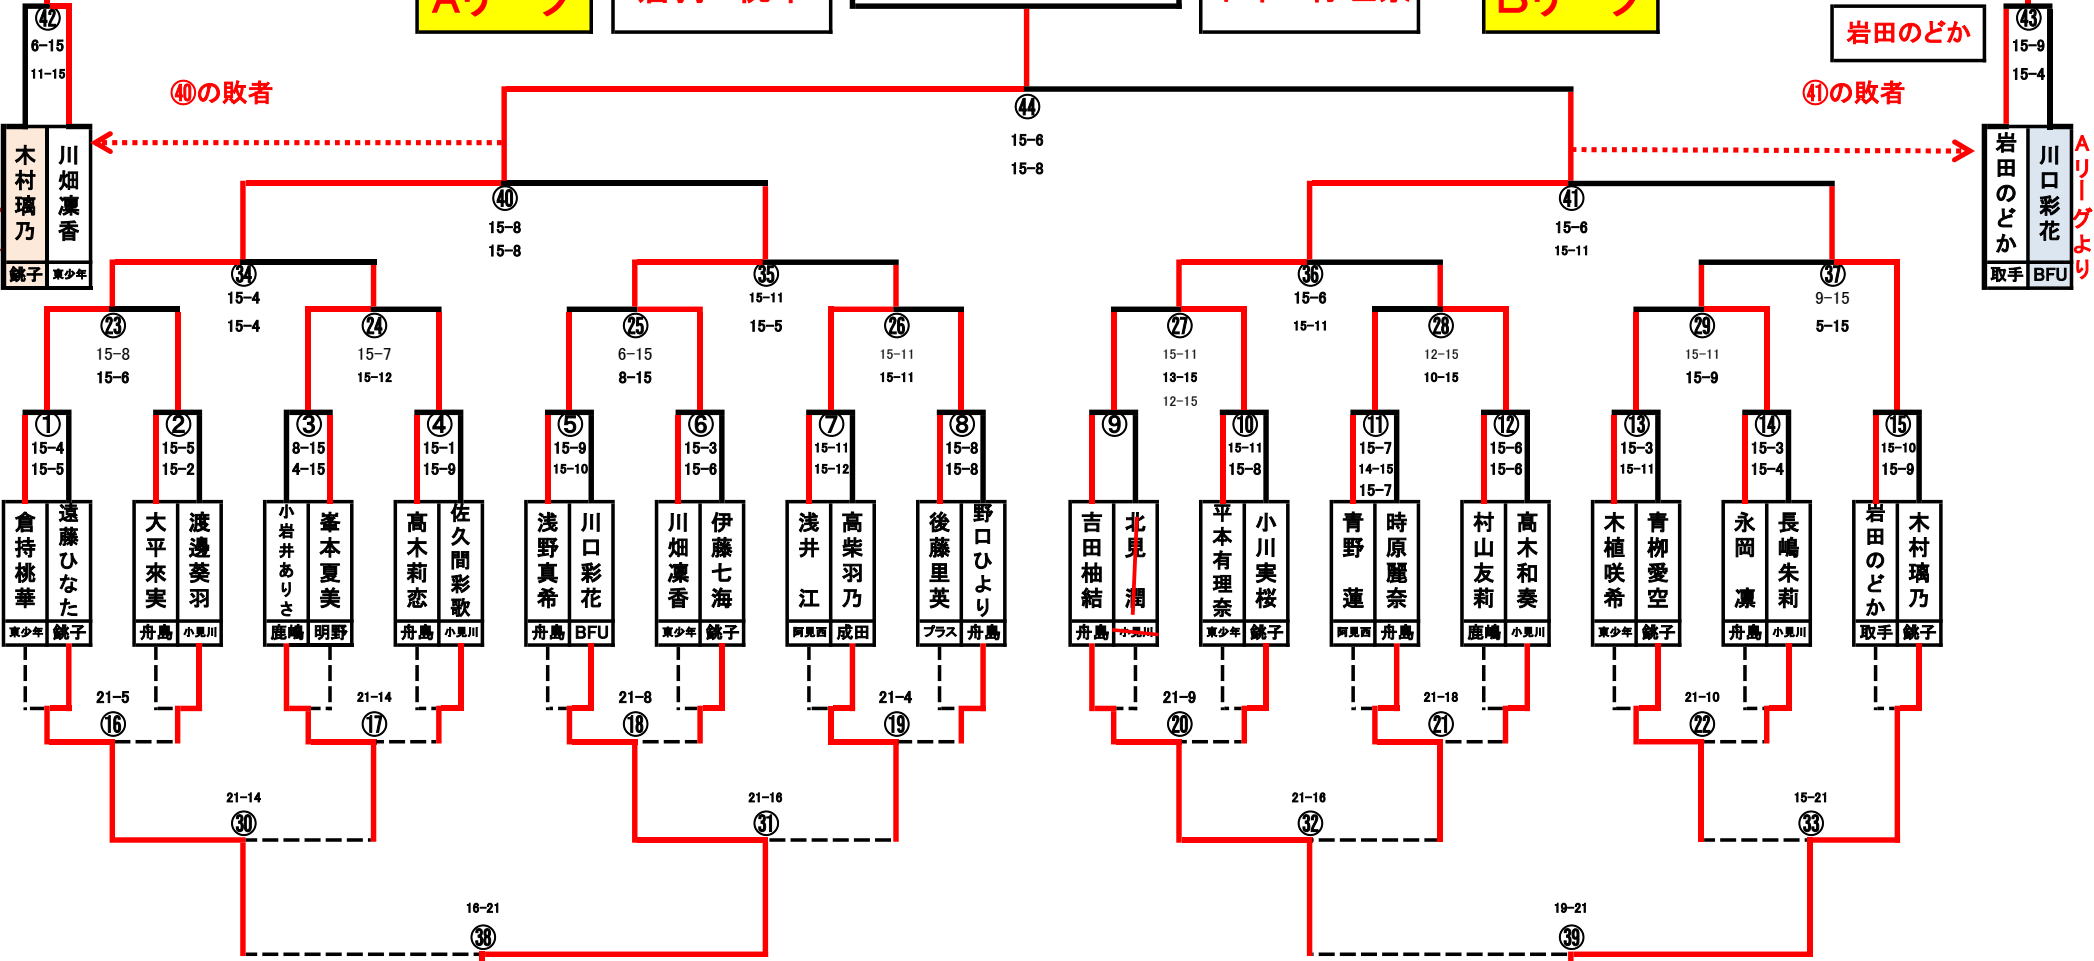 ㊷
6-15
11-15
Aリーグ
Bリーグ
岩田のどか
㊸
15-9
15-4
㊵の敗者
㊶の敗者
㊹
15-6
15-8
木村璃乃
銚子
川畑凜香
東少年
岩田のどか
取手
川口彩花
BFU
Aリーグより
㊵
15-8
15-8
㊶
15-6
15-11
㉞
15-4
15-4
㉟
15-11
15-5
㊱
15-6
15-11
㊲
9-15
5-15
㉓
15-8
15-6
㉔
15-7
15-12
㉕
6-15
8-15
㉖
15-11
15-11
㉗
15-11
13-15
12-15
㉘
12-15
10-15
㉙
15-11
15-9
①
15-4
15-5
②
15-5
15-2
③
8-15
4-15
④
15-1
15-9
⑤
15-9
15-10
⑥
15-3
15-6
⑦
15-11
15-12
⑧
15-8
15-8
⑨
⑩
15-11
15-8
⑪
15-7
14-15
15-7
⑫
15-6
15-6
⑬
15-3
15-11
⑭
15-3
15-4
⑮
15-10
15-9
倉持桃華
東少年
遠藤ひなた
銚子
大平來実
舟島
渡邊葵羽
小見川
小岩井ありさ
鹿嶋
峯本夏美
明野
高木莉恋
舟島
佐久間彩歌
小見川
浅野真希
舟島
川口彩花
BFU
川畑凜香
東少年
伊藤七海
銚子
浅井 江
阿見西
高柴羽乃
成田
後藤里英
プラス
野口ひより
舟島
吉田柚結
舟島
北見 潤
小見川
平本有理奈
東少年
小川実桜
銚子
青野 蓮
阿見西
時原麗奈
舟島
村山友莉
鹿嶋
高木和奏
小見川
木植咲希
東少年
青柳愛空
銚子
永岡 凛
舟島
長嶋朱莉
小見川
岩田のどか
取手
木村璃乃
銚子
21-5
⑯
21-14
⑰
21-8
⑱
21-4
⑲
21-9
⑳
21-18
㉑
21-10
㉒
21-14
㉚
21-16
㉛
21-16
㉜
15-21
㉝
16-21
㊳
19-21
㊴